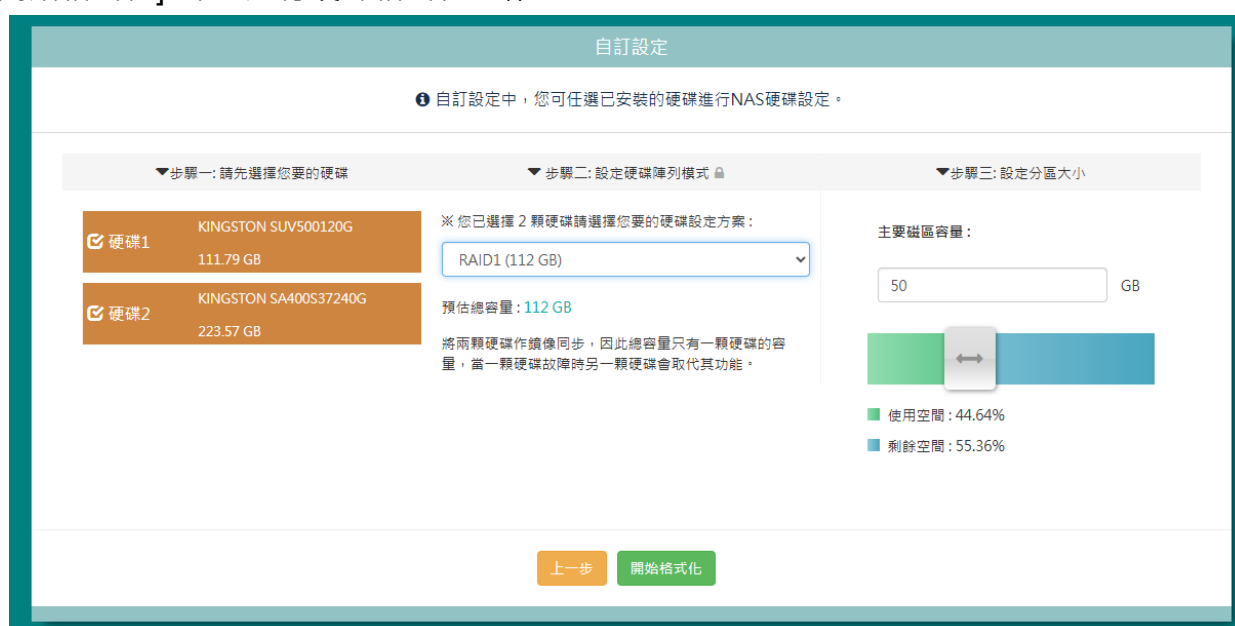 自訂設定
自訂設定中，您可任選已安裝的硬碟進行NAS硬碟設定。
步驟一: 請先選擇您要的硬碟
步驟二: 設定硬碟陣列模式
步驟三: 設定分區大小
硬碟1
KINGSTON SUV500120G
111.79 GB
硬碟2
KINGSTON SA400S37240G
223.57 GB
※ 您已選擇 2 顆硬碟請選擇您要的硬碟設定方案：
RAID1 (112 GB)
預估總容量 : 112 GB
將兩顆硬碟作鏡像同步，因此總容量只有一顆硬碟的容
量，當一顆硬碟故障時另一顆硬碟會取代其功能。
主要磁區容量：
50 GB
使用空間 : 44.64%
剩餘空間 : 55.36%
上一步
開始格式化